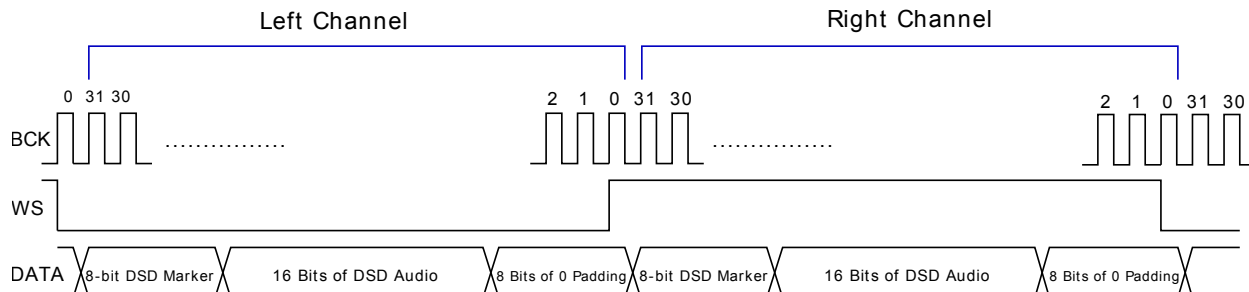 Left Channel
Right Channel
0 31 30
2 1 0 31 30
2 1 0 31 30
BCK
................
................
WS
DATA
8-bit DSD Marker
16 Bits of DSD Audio
8 Bits of 0 Padding
8-bit DSD Marker
16 Bits of DSD Audio
8 Bits of 0 Padding